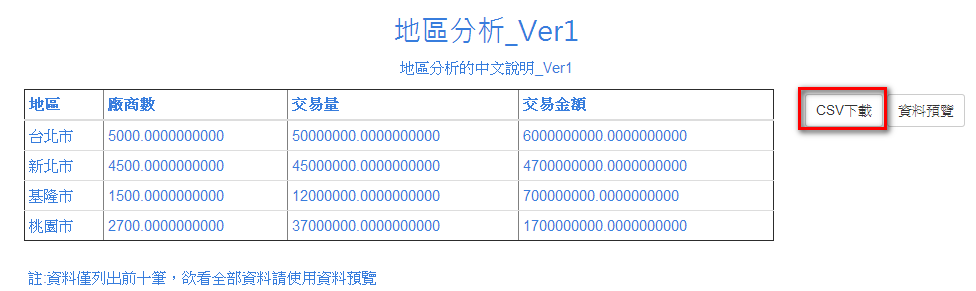 地區分析_Ver1
地區分析的中文說明_Ver1
地區 廠商數 交易量 交易金額
台北市 5000.0000000000 50000000.0000000000 6000000000.0000000000
新北市 4500.0000000000 45000000.0000000000 4700000000.0000000000
基隆市 1500.0000000000 12000000.0000000000 700000000.0000000000
桃園市 2700.0000000000 37000000.0000000000 1700000000.0000000000
CSV下載 資料預覽
註:資料僅列出前十筆，欲看全部資料請使用資料預覽